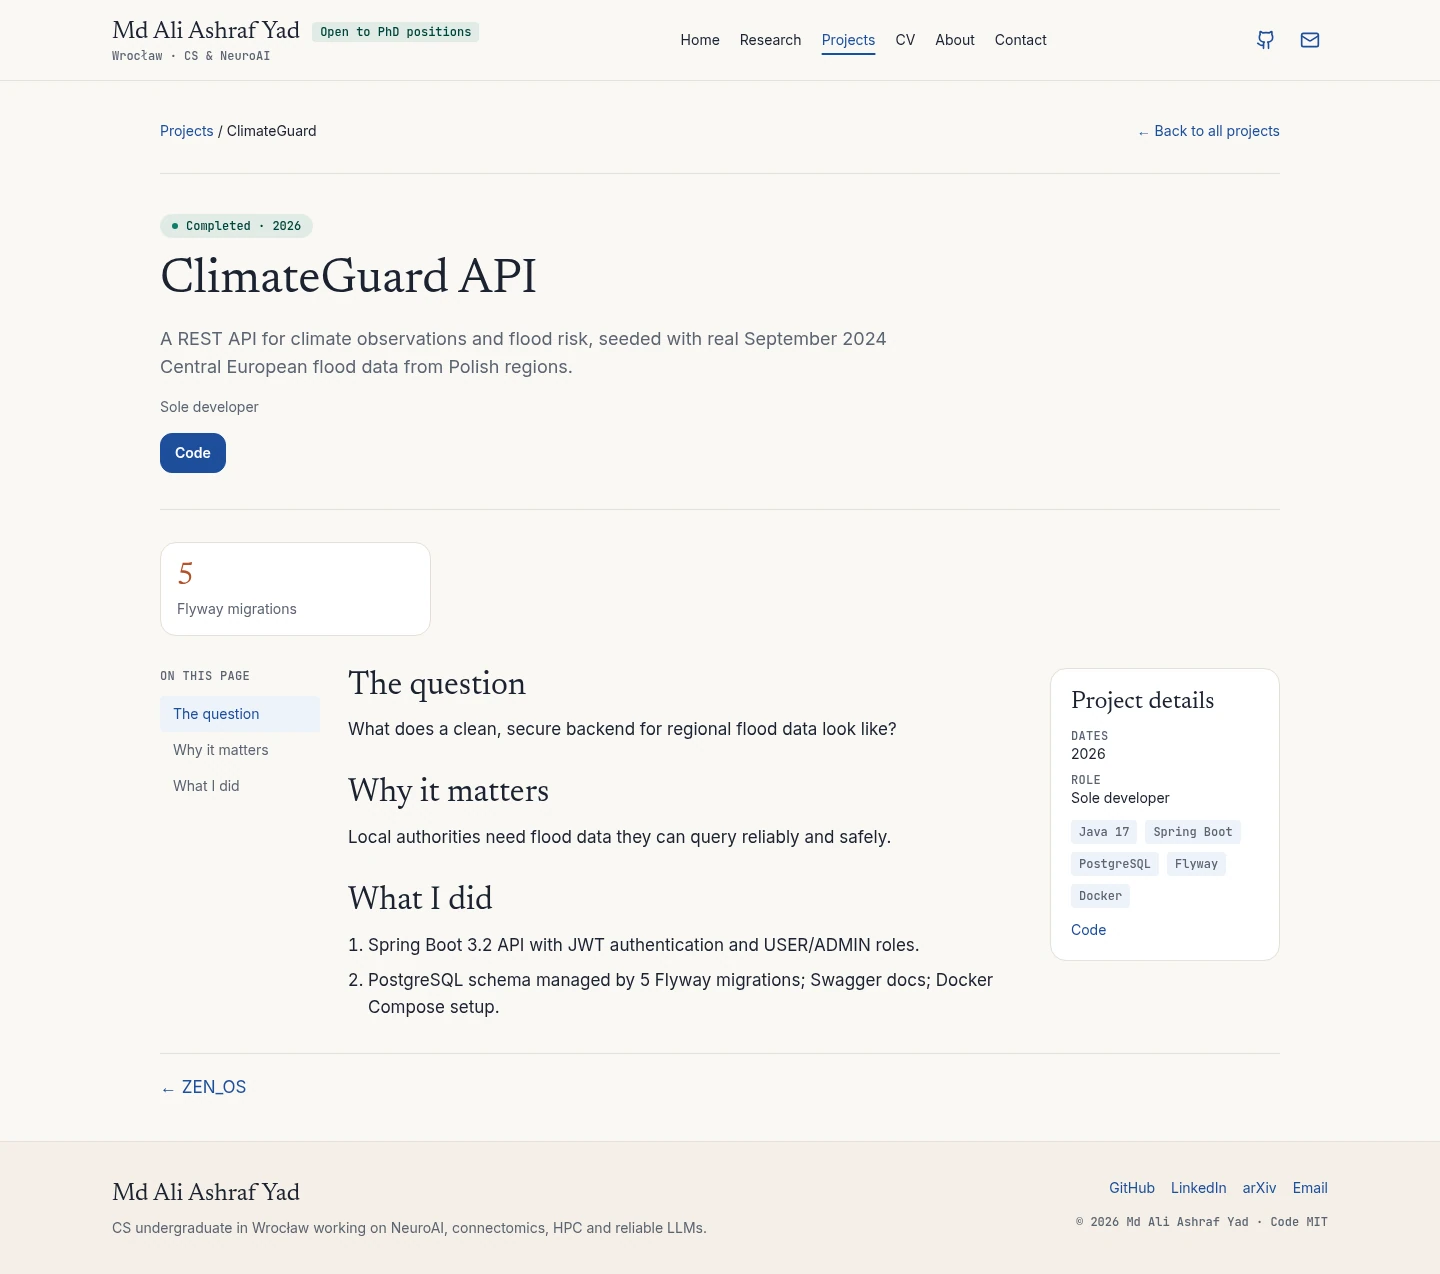 Md Ali Ashraf Yad
Open to PhD positions
Wrocław · CS & NeuroAI
Home Research Projects CV About Contact
Projects / ClimateGuard
← Back to all projects
Completed · 2026
ClimateGuard API
A REST API for climate observations and flood risk, seeded with real September 2024
Central European flood data from Polish regions.
Sole developer
Code
5
Flyway migrations
ON THIS PAGE
The question
Why it matters
What I did
The question
What does a clean, secure backend for regional flood data look like?
Why it matters
Local authorities need flood data they can query reliably and safely.
What I did
1. Spring Boot 3.2 API with JWT authentication and USER/ADMIN roles.
2. PostgreSQL schema managed by 5 Flyway migrations; Swagger docs; Docker
Compose setup.
Project details
DATES
2026
ROLE
Sole developer
Java 17 Spring Boot
PostgreSQL Flyway
Docker
Code
← ZEN_OS
Md Ali Ashraf Yad
CS undergraduate in Wrocław working on NeuroAI, connectomics, HPC and reliable LLMs.
GitHub LinkedIn arXiv Email
© 2026 Md Ali Ashraf Yad · Code MIT